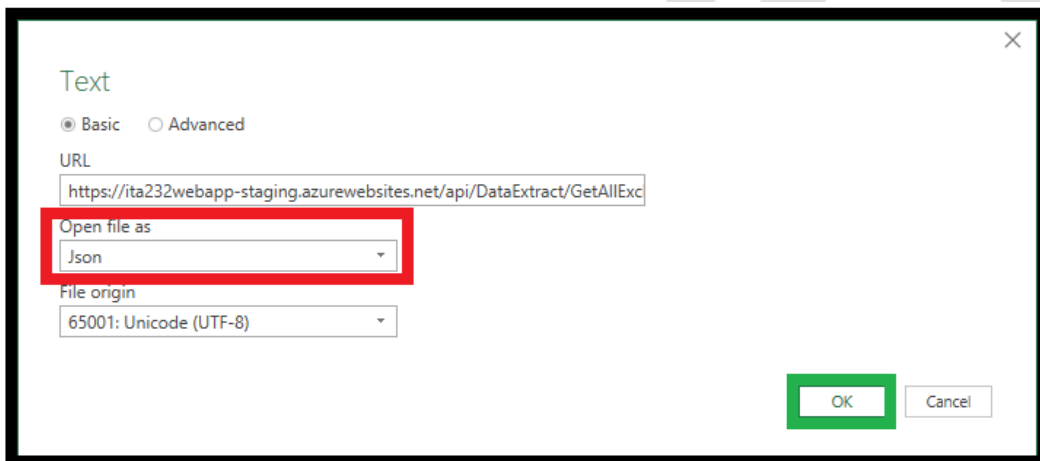 Text
Basic Advanced
URL
https://ita232webapp-staging.azurewebsites.net/api/DataExtract/GetAllExc
Open file as
Json
File origin
65001: Unicode (UTF-8)
OK Cancel